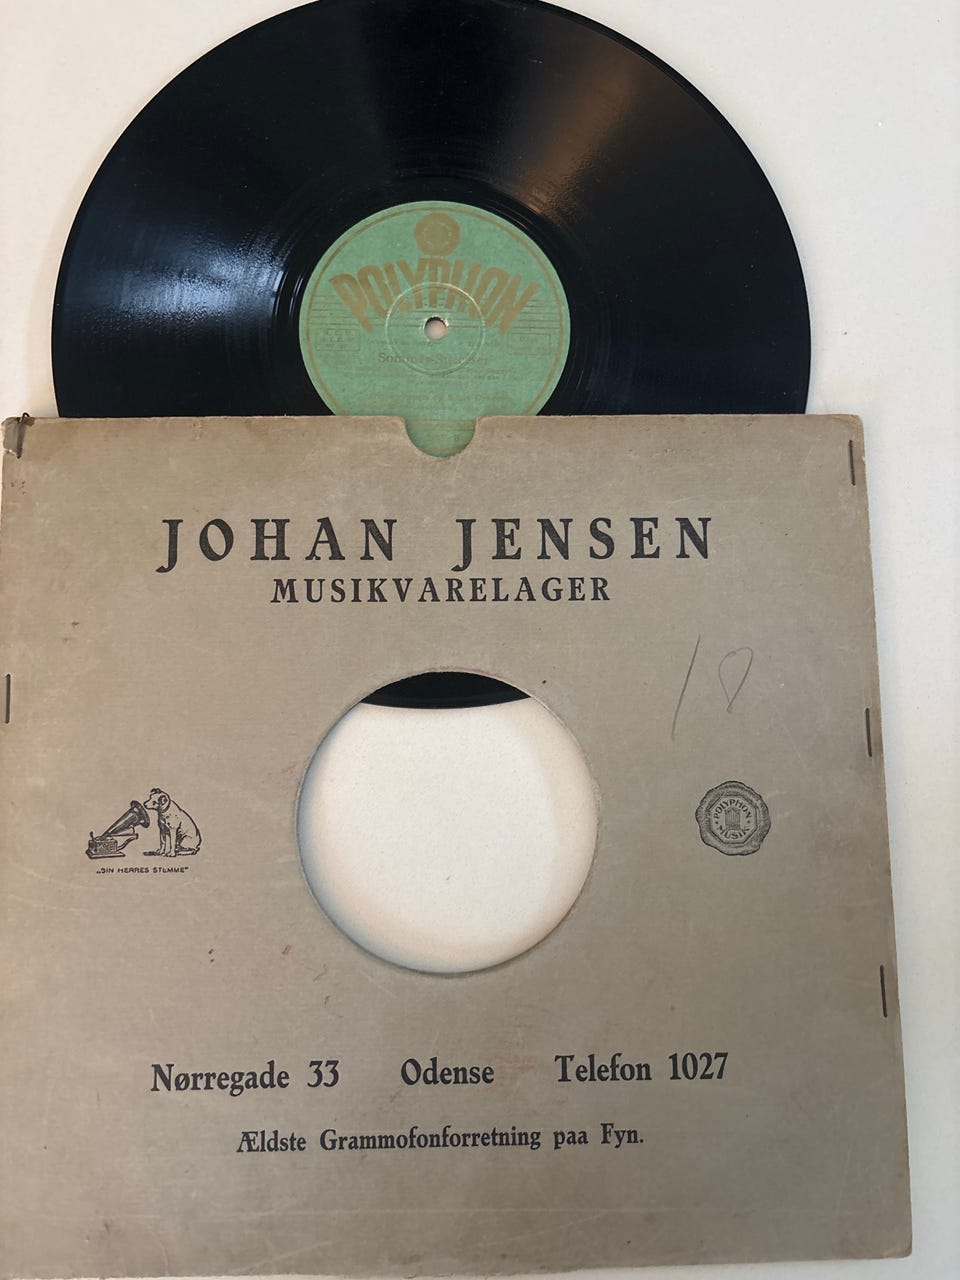 POLYPHON
JOHAN JENSEN
MUSIKVARELAGER
18
„SIN HERRES STEMME"
POLYPHON
MUSIK
Nørregade 33 Odense Telefon 1027
Ældste Grammofonforretning paa Fyn.